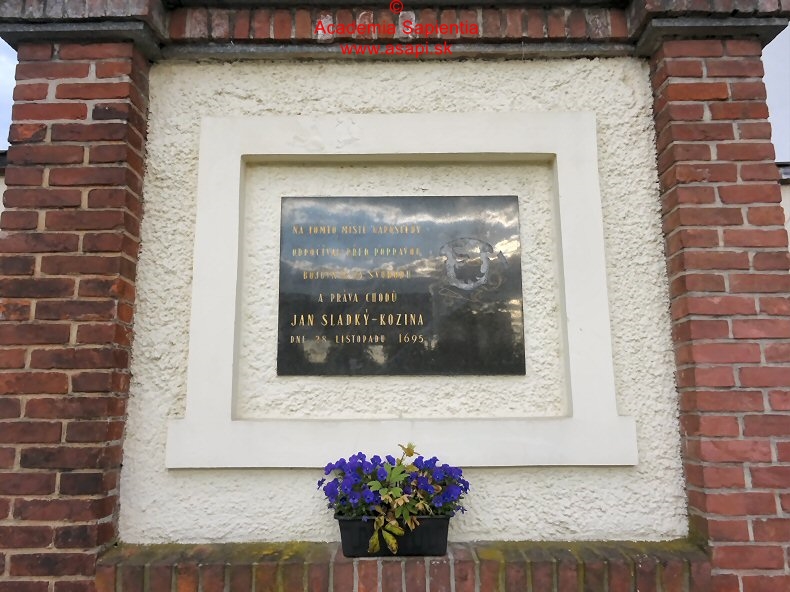 ©
Academia Sapientia
www.asapi.sk
NA TOMTO MÍSTĚ NAPOSLEDY
ODPOČÍVAL PŘED POPRAVOU
BOJOVNÍK ZA SVOBODU
A PRÁVA CHODŮ
JAN SLADKÝ-KOZINA
DNE 28. LISTOPADU 1695.